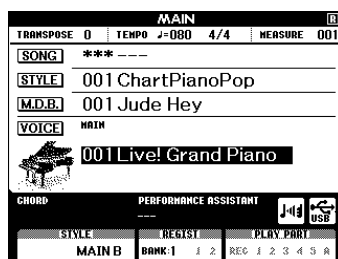 MAIN R
TRANSPOSE 0 TEMPO ♩=080 4/4 MEASURE 001
SONG *** ---
STYLE 001 ChartPianoPop
M.D.B. 001 Jude Hey
VOICE MAIN
001 Live! Grand Piano
CHORD PERFORMANCE ASSISTANT
---
USB
STYLE REGIST PLAY PART
MAIN B BANK:1 1 2 REC 1 2 3 4 5 A